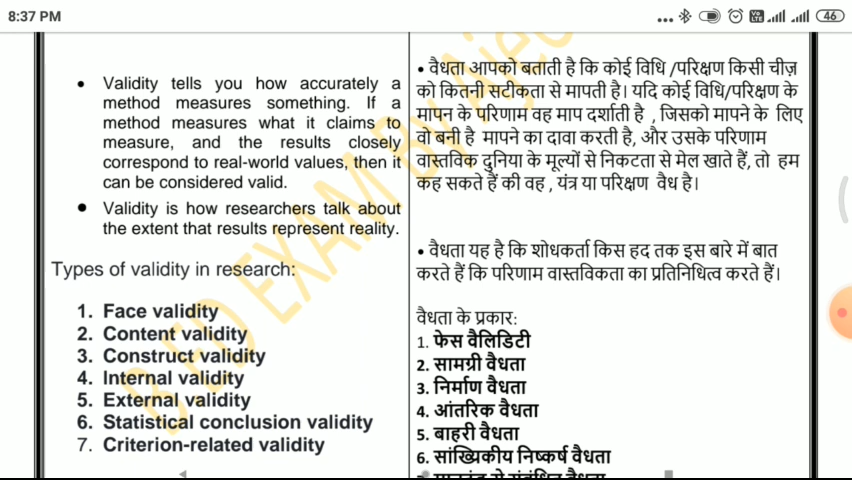 8:37 PM
46
• Validity tells you how accurately a
method measures something. If a
method measures what it claims to
measure, and the results closely
correspond to real-world values, then it
can be considered valid.
• Validity is how researchers talk about
the extent that results represent reality.
Types of validity in research:
1. Face validity
2. Content validity
3. Construct validity
4. Internal validity
5. External validity
6. Statistical conclusion validity
7. Criterion-related validity
• वैधता आपको बताती है कि कोई विधि /परिक्षण किसी चीज़
को कितनी सटीकता से मापती है। यदि कोई विधि/परिक्षण के
मापन के परिणाम वह माप दर्शाती है , जिसको मापने के लिए
वो बनी है मापने का दावा करती है, और उसके परिणाम
वास्तविक दुनिया के मूल्यों से निकटता से मेल खाते हैं, तो हम
कह सकते हैं की वह , यंत्र या परिक्षण वैध है।
• वैधता यह है कि शोधकर्ता किस हद तक इस बारे में बात
करते हैं कि परिणाम वास्तविकता का प्रतिनिधित्व करते हैं।
वैधता के प्रकार:
1. फेस वैलिडिटी
2. सामग्री वैधता
3. निर्माण वैधता
4. आंतरिक वैधता
5. बाहरी वैधता
6. सांख्यिकीय निष्कर्ष वैधता
B ED EXAM BY Ajeet